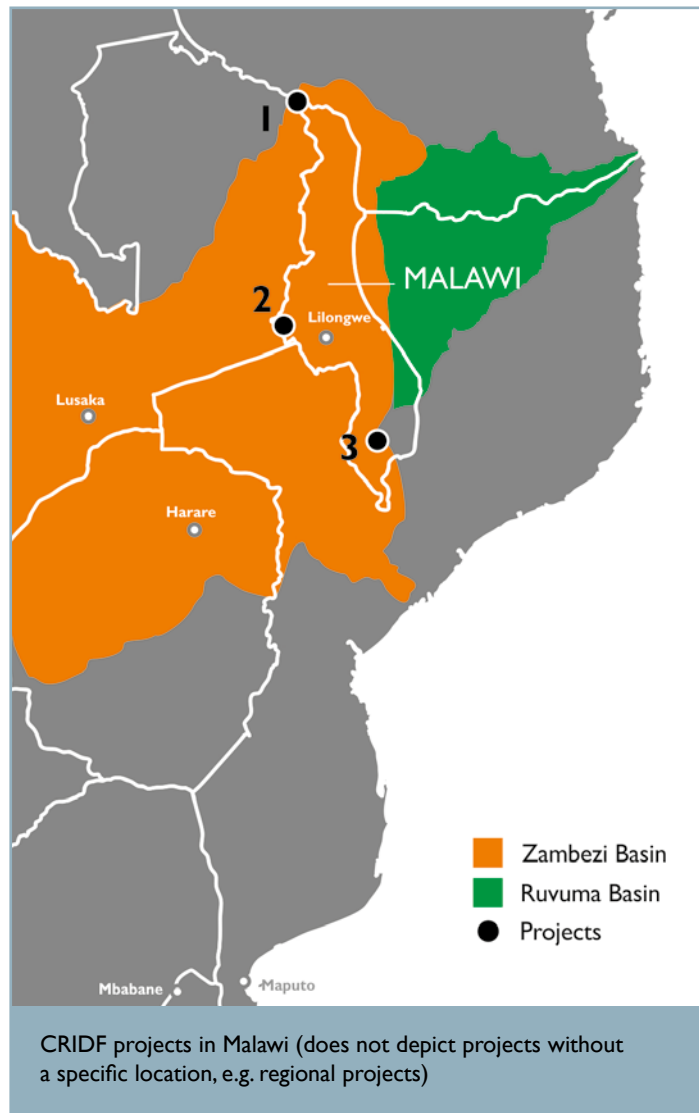 1
2
MALAWI
Lilongwe
Lusaka
3
Harare
Zambezi Basin
Ruvuma Basin
Projects
Mbabane
Maputo
CRIDF projects in Malawi (does not depict projects without
a specific location, e.g. regional projects)